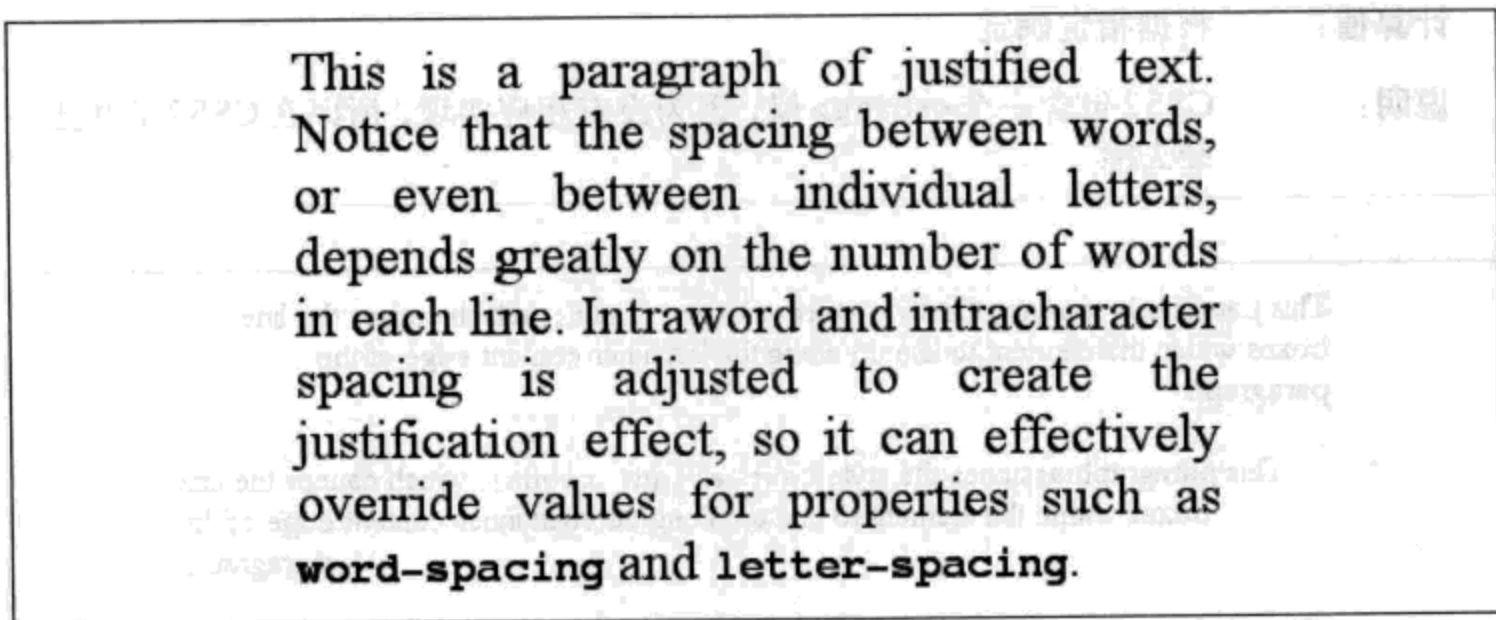 This is a paragraph of justified text.
Notice that the spacing between words,
or even between individual letters,
depends greatly on the number of words
in each line. Intraword and intracharacter
spacing is adjusted to create the
justification effect, so it can effectively
override values for properties such as
word-spacing and letter-spacing.